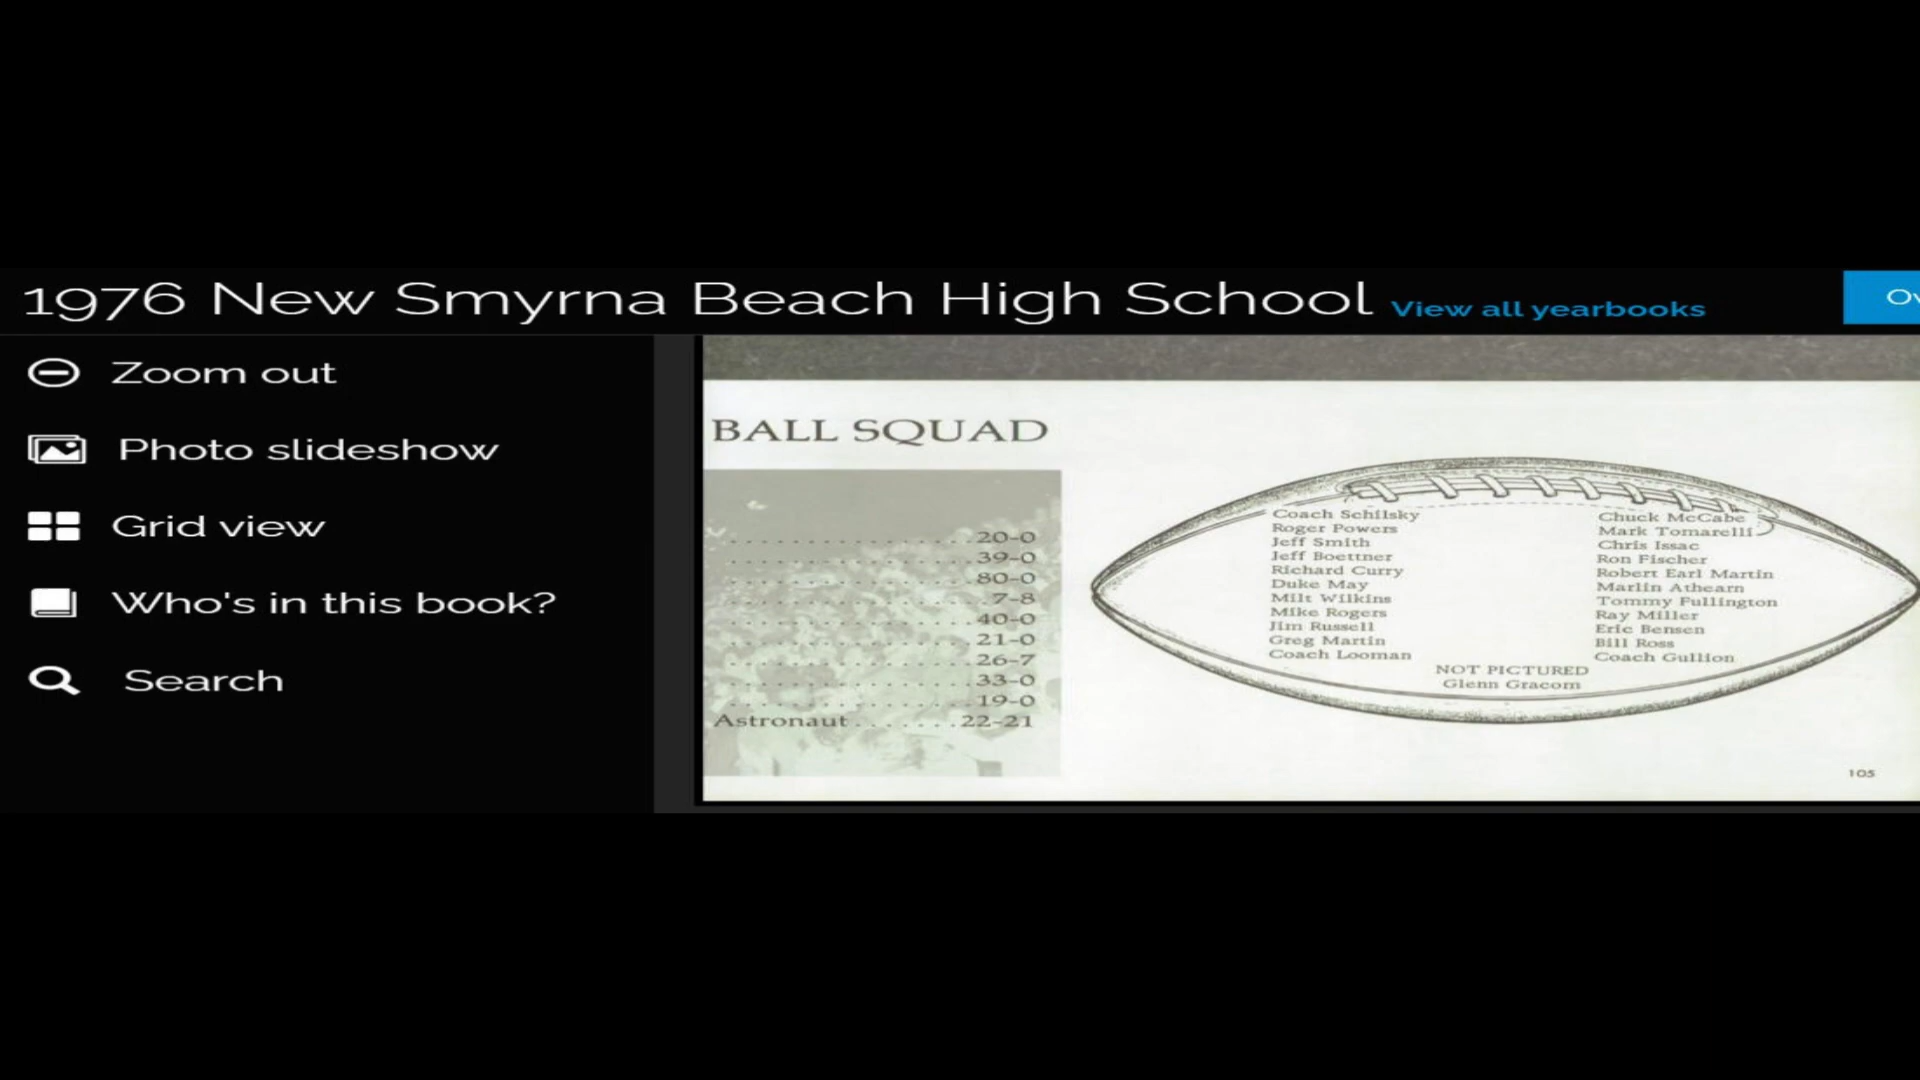 1976 New Smyrna Beach High School View all yearbooks
Zoom out
Photo slideshow
Grid view
Who's in this book?
Search
BALL SQUAD
20-0
39-0
80-0
7-8
40-0
21-0
26-7
33-0
19-0
Astronaut 22-21
Coach Schilsky
Roger Powers
Jeff Smith
Jeff Boettner
Richard Curry
Duke May
Milt Wilkins
Mike Rogers
Jim Russell
Greg Martin
Coach Looman
Chuck McCabe
Mark Tomarelli
Chris Issac
Ron Fischer
Robert Earl Martin
Marlin Athearn
Tommy Fullington
Ray Miller
Eric Bensen
Bill Ross
Coach Gullion
NOT PICTURED
Glenn Gracom
105